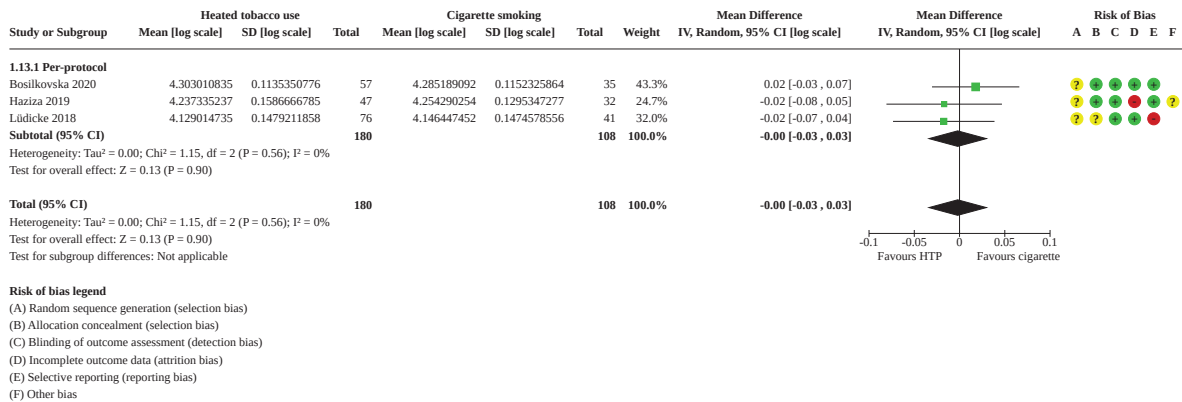 Heated tobacco use Cigarette smoking Mean Difference Mean Difference Risk of Bias
Study or Subgroup Mean [log scale] SD [log scale] Total Mean [log scale] SD [log scale] Total Weight IV, Random, 95% CI [log scale] IV, Random, 95% CI [log scale] A B C D E F
1.13.1 Per-protocol
Bosilkovska 2020 4.303010835 0.1135350776 57 4.285189092 0.1152325864 35 43.3% 0.02 [-0.03 , 0.07] ? + + + +
Haziza 2019 4.237335237 0.1586666785 47 4.254290254 0.1295347277 32 24.7% -0.02 [-0.08 , 0.05] ? + + - + ?
Lüdicke 2018 4.129014735 0.1479211858 76 4.146447452 0.1474578556 41 32.0% -0.02 [-0.07 , 0.04] ? ? + + -
Subtotal (95% CI) 180 108 100.0% -0.00 [-0.03 , 0.03]
Heterogeneity: Tau² = 0.00; Chi² = 1.15, df = 2 (P = 0.56); I² = 0%
Test for overall effect: Z = 0.13 (P = 0.90)
Total (95% CI) 180 108 100.0% -0.00 [-0.03 , 0.03]
Heterogeneity: Tau² = 0.00; Chi² = 1.15, df = 2 (P = 0.56); I² = 0%
Test for overall effect: Z = 0.13 (P = 0.90)
-0.1 -0.05 0 0.05 0.1
Test for subgroup differences: Not applicable Favours HTP Favours cigarette
Risk of bias legend
(A) Random sequence generation (selection bias)
(B) Allocation concealment (selection bias)
(C) Blinding of outcome assessment (detection bias)
(D) Incomplete outcome data (attrition bias)
(E) Selective reporting (reporting bias)
(F) Other bias